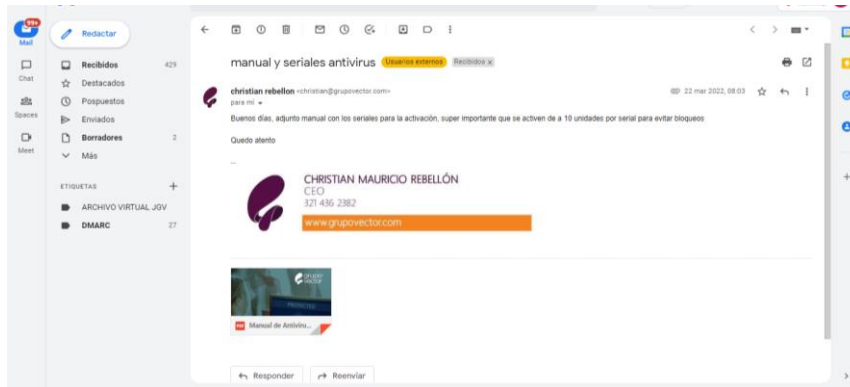 99+
Mail
Redactar
Chat
Spaces
Meet
Recibidos 429
Destacados
Pospuestos
Enviados
Borradores 2
Más
ETIQUETAS
ARCHIVO VIRTUAL JGV
DMARC 27
manual y seriales antivirus Usuarios externos Recibidos x
christian rebellon <christian@grupovector.com> 22 mar 2022, 08:03
para mí
Buenos días, adjunto manual con los seriales para la activación, super importante que se activen de a 10 unidades por serial para evitar bloqueos
Quedo atento
--
CHRISTIAN MAURICIO REBELLÓN
CEO
321 436 2382
www.grupovector.com
grupo
vector
PDF Manual de Antiviru...
Responder Reenviar